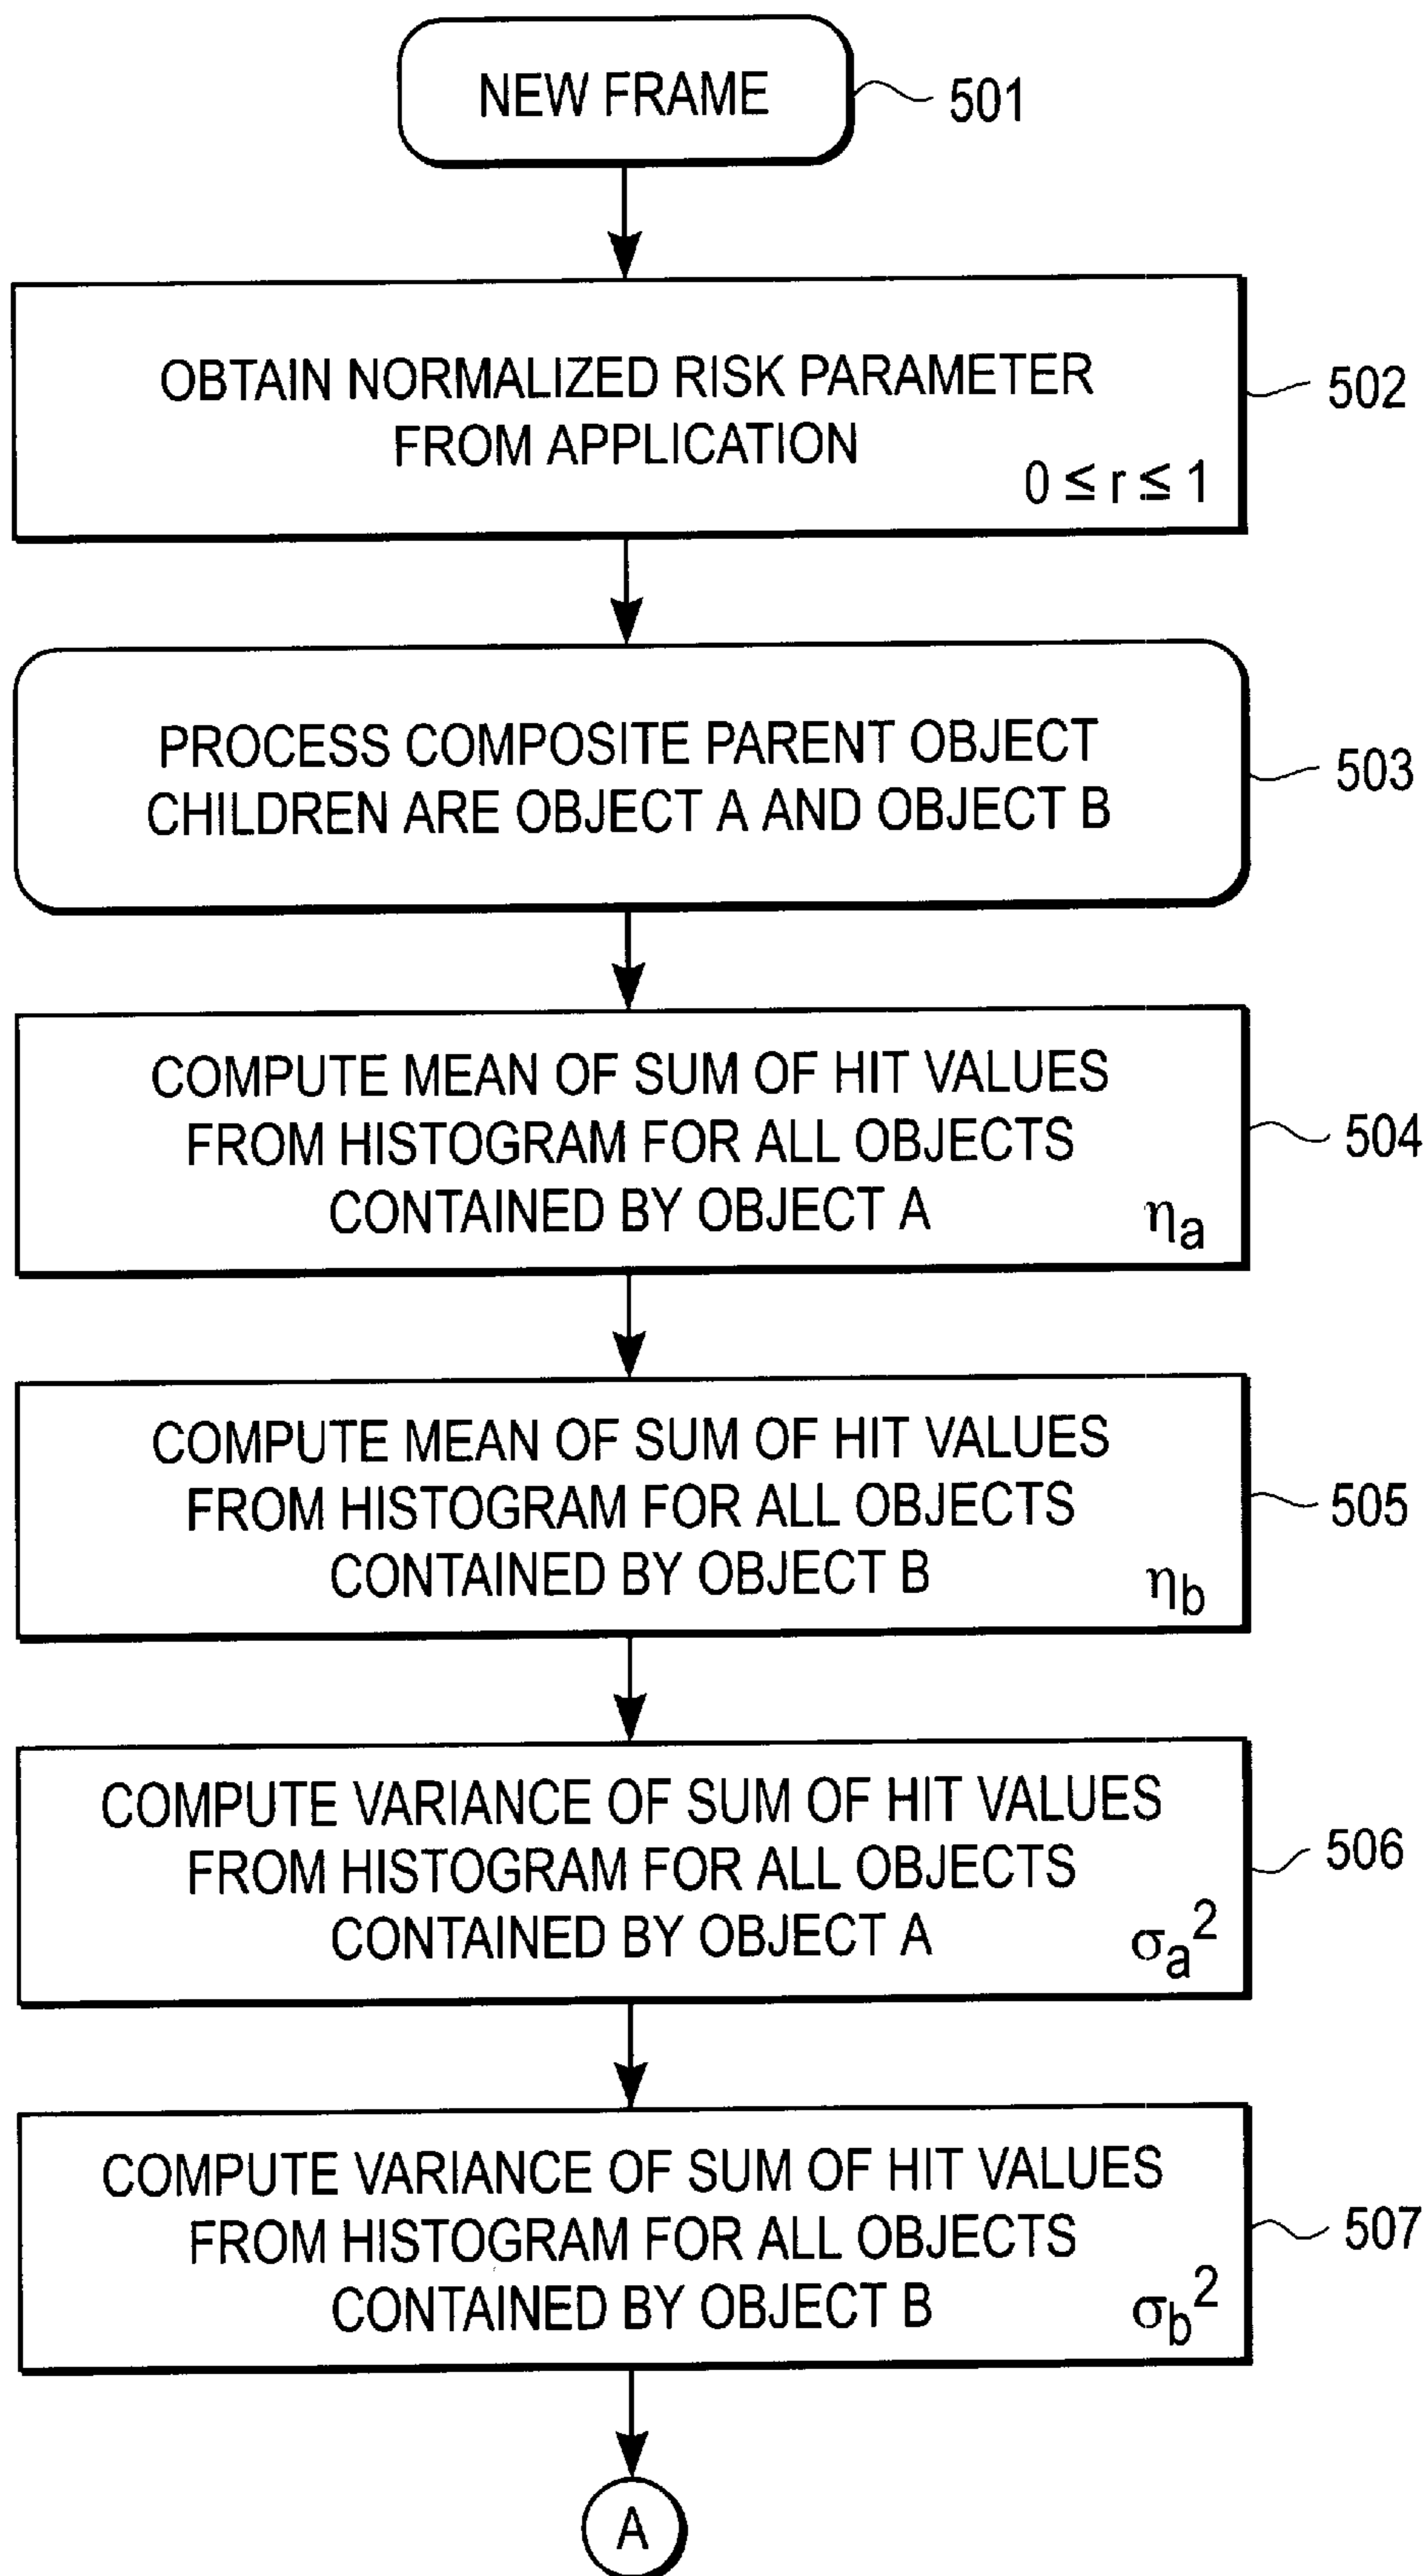 NEW FRAME
501
OBTAIN NORMALIZED RISK PARAMETER
FROM APPLICATION
0 ≤ r ≤ 1
502
PROCESS COMPOSITE PARENT OBJECT
CHILDREN ARE OBJECT A AND OBJECT B
503
COMPUTE MEAN OF SUM OF HIT VALUES
FROM HISTOGRAM FOR ALL OBJECTS
CONTAINED BY OBJECT A
ηa
504
COMPUTE MEAN OF SUM OF HIT VALUES
FROM HISTOGRAM FOR ALL OBJECTS
CONTAINED BY OBJECT B
ηb
505
COMPUTE VARIANCE OF SUM OF HIT VALUES
FROM HISTOGRAM FOR ALL OBJECTS
CONTAINED BY OBJECT A
σa²
506
COMPUTE VARIANCE OF SUM OF HIT VALUES
FROM HISTOGRAM FOR ALL OBJECTS
CONTAINED BY OBJECT B
σb²
507
A